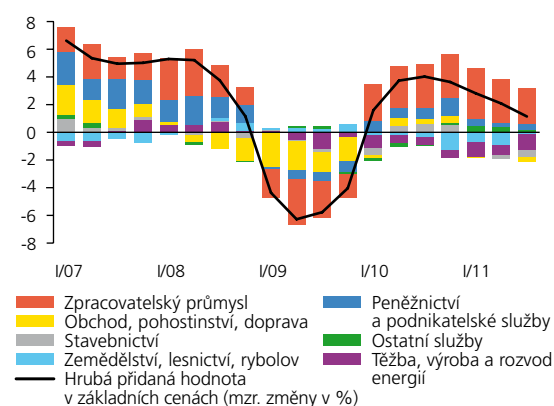 8
6
4
2
0
-2
-4
-6
-8
I/07 I/08 I/09 I/10 I/11
Zpracovatelský průmysl
Obchod, pohostinství, doprava
Stavebnictví
Zemědělství, lesnictví, rybolov
Hrubá přidaná hodnota
v základních cenách (mzr. změny v %)
Peněžnictví
a podnikatelské služby
Ostatní služby
Těžba, výroba a rozvod
energií